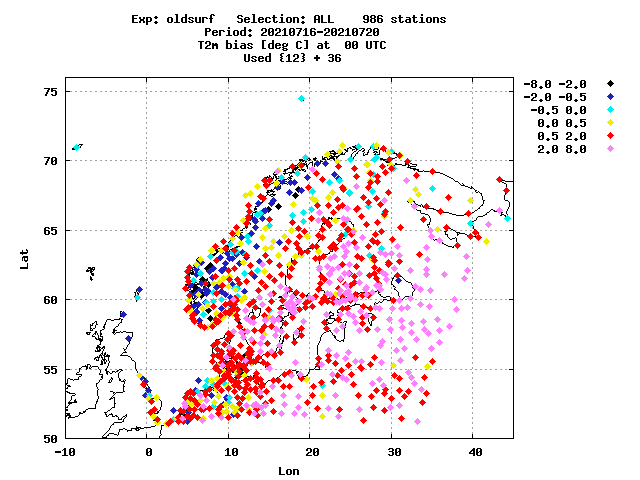 Exp: oldsurf   Selection: ALL    986 stations
Period: 20210716-20210720
T2m bias [deg C] at  00 UTC
Used {12} + 36
-8.0 -2.0
-2.0 -0.5
-0.5 0.0
0.0 0.5
0.5 2.0
2.0 8.0
75
70
65
60
55
50
Lat
-10 0 10 20 30 40
Lon